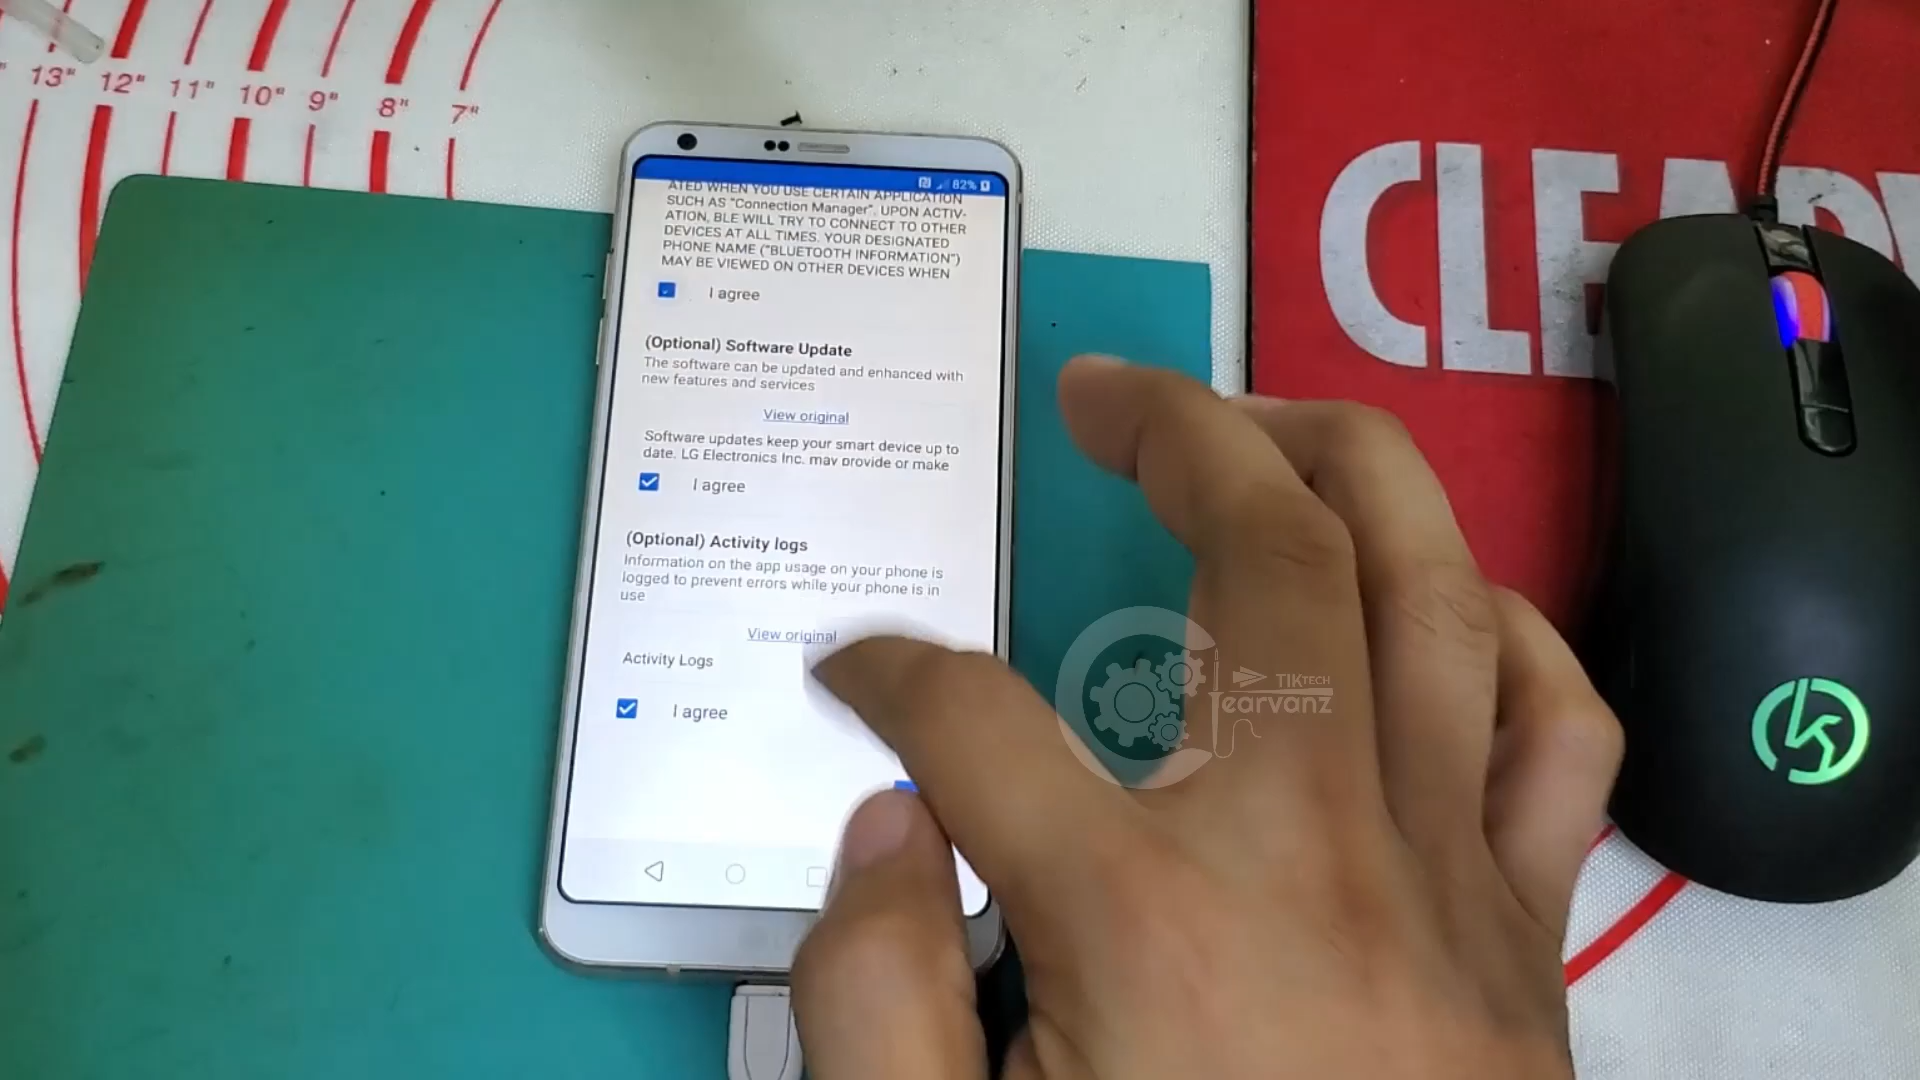 13" 12" 11" 10" 9" 8" 7"
82%
ATED WHEN YOU USE CERTAIN APPLICATION
SUCH AS "Connection Manager". UPON ACTIV-
ATION, BLE WILL TRY TO CONNECT TO OTHER
DEVICES AT ALL TIMES. YOUR DESIGNATED
PHONE NAME ("BLUETOOTH INFORMATION")
MAY BE VIEWED ON OTHER DEVICES WHEN
I agree
(Optional) Software Update
The software can be updated and enhanced with
new features and services
View original
Software updates keep your smart device up to
date. LG Electronics Inc. may provide or make
I agree
(Optional) Activity logs
Information on the app usage on your phone is
logged to prevent errors while your phone is in
use
View original
Activity Logs
I agree
TIKTECH
Tearvanz